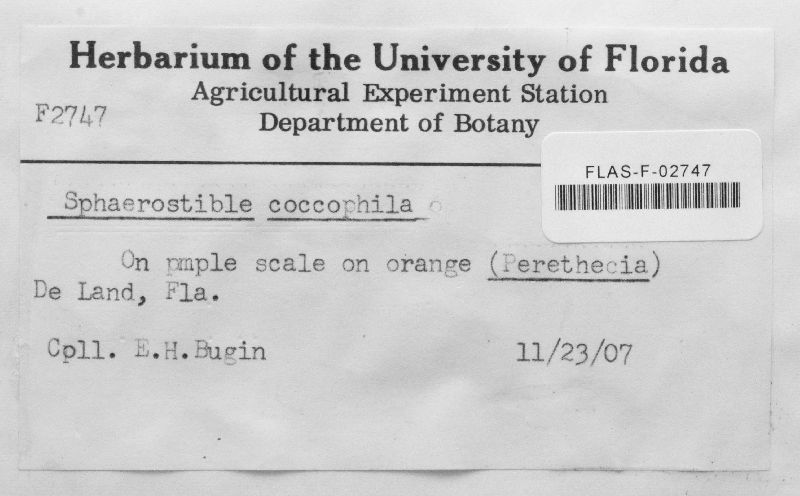 Herbarium of the University of Florida
Agricultural Experiment Station
F2747
Department of Botany
FLAS-F-02747
Sphaerostible coccophila
On pmple scale on orange (Perethecia)
De Land, Fla.
Cpll. E.H.Bugin 11/23/07